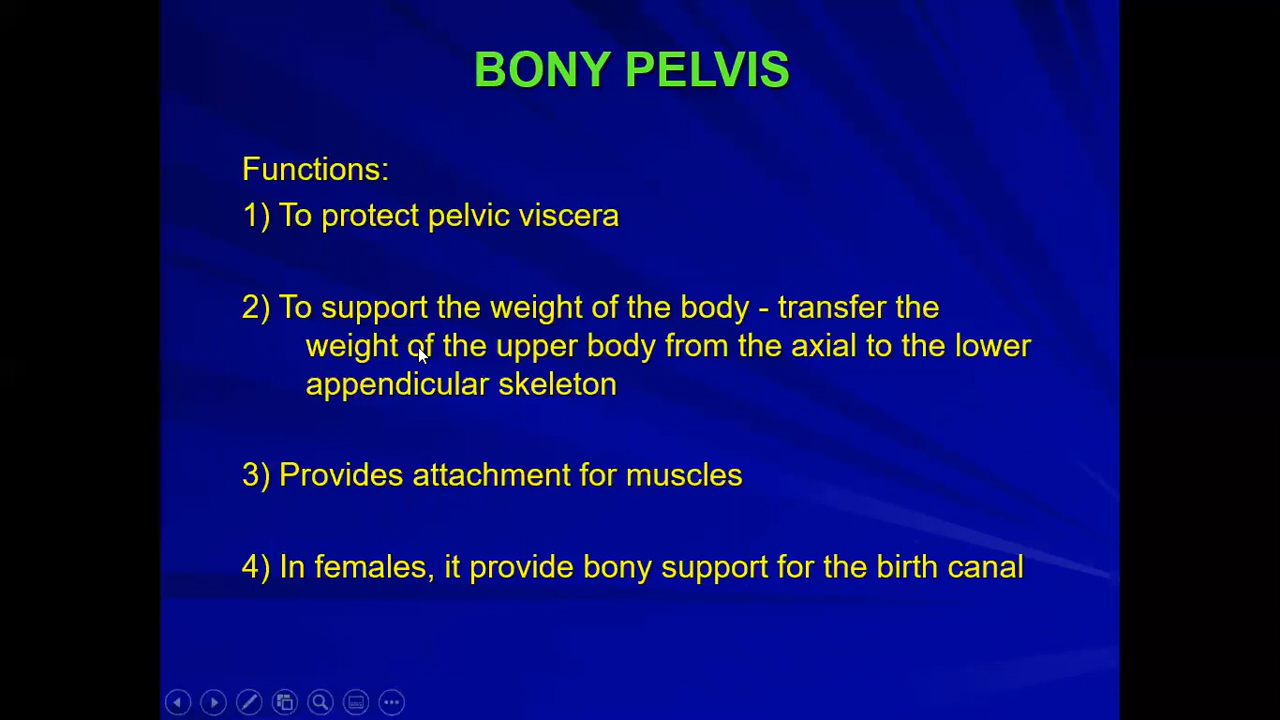 BONY PELVIS
Functions:
1) To protect pelvic viscera
2) To support the weight of the body - transfer the
weight of the upper body from the axial to the lower
appendicular skeleton
3) Provides attachment for muscles
4) In females, it provide bony support for the birth canal